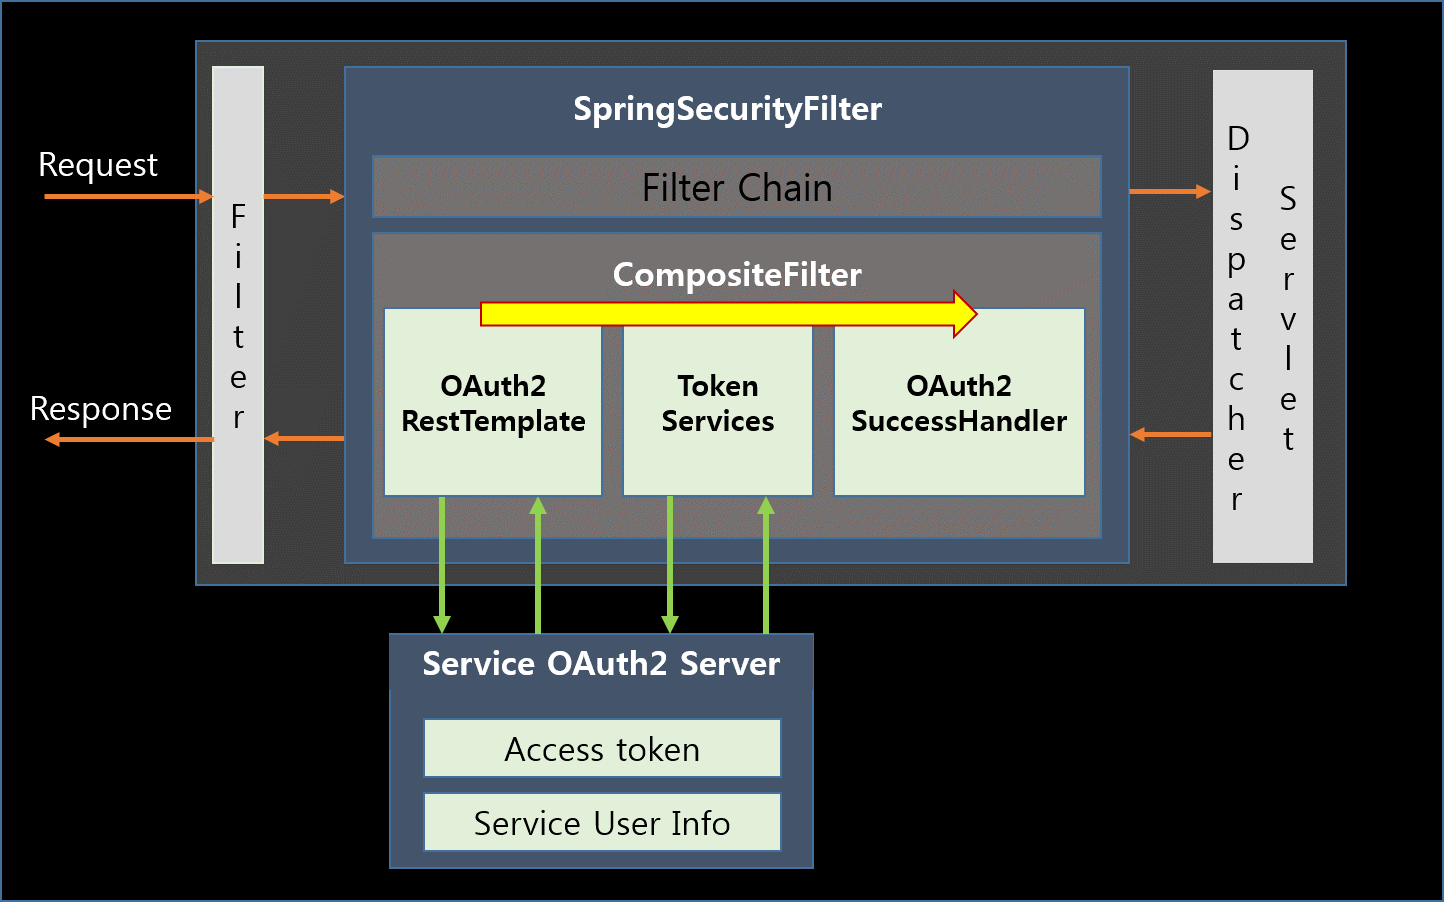 SpringSecurityFilter
Request
Filter Chain
Filter
Dispatcher
Servlet
CompositeFilter
OAuth2
RestTemplate
Token
Services
OAuth2
SuccessHandler
Response
Service OAuth2 Server
Access token
Service User Info